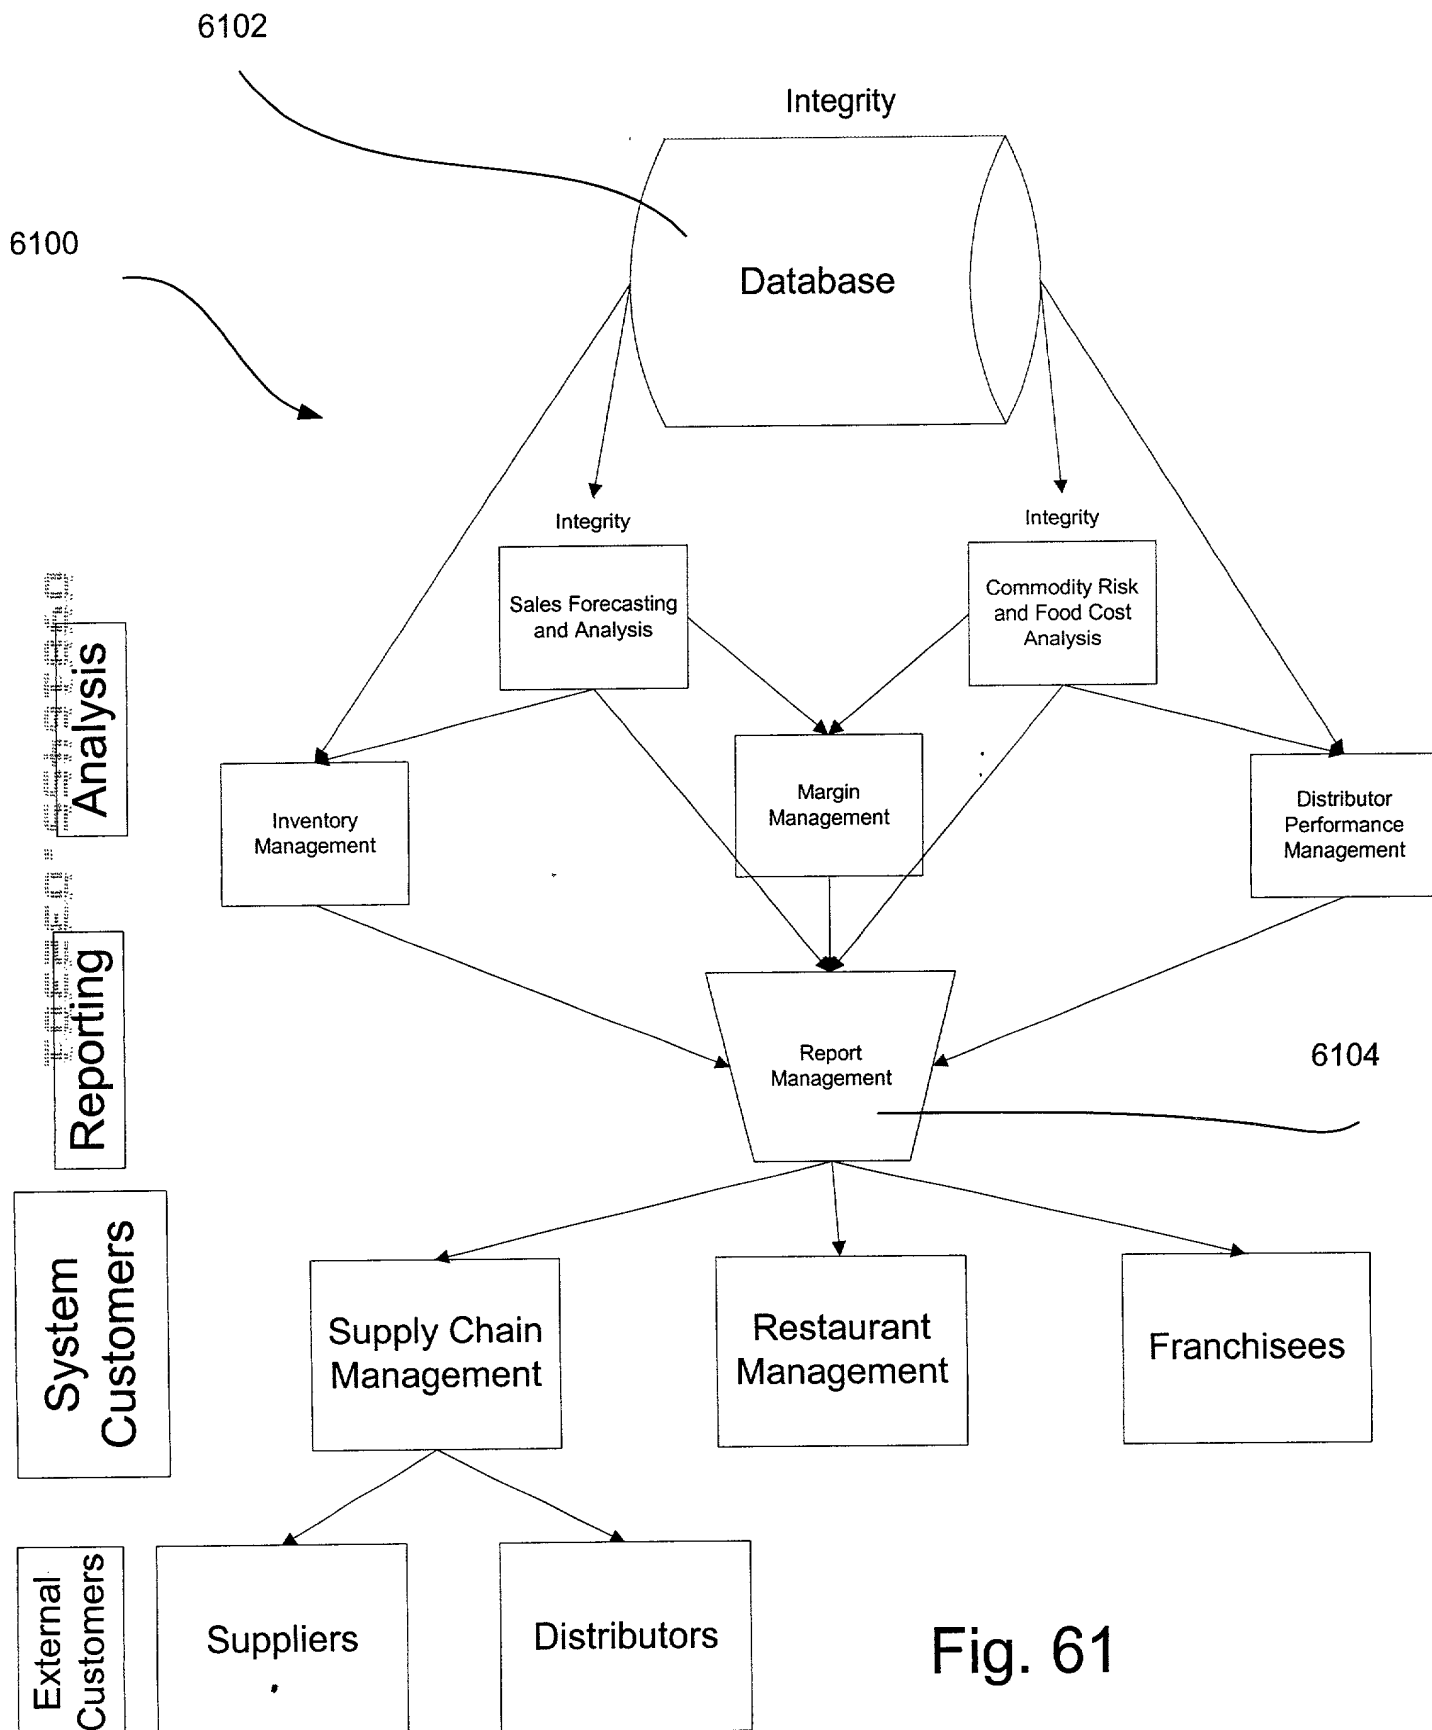 6102
Integrity
6100
Database
Integrity
Integrity
Sales Forecasting
and Analysis
Commodity Risk
and Food Cost
Analysis
Analysis
Inventory
Management
Margin
Management
Distributor
Performance
Management
Reporting
Report
Management
6104
System
Customers
Supply Chain
Management
Restaurant
Management
Franchisees
External
Customers
Suppliers
Distributors
Fig. 61